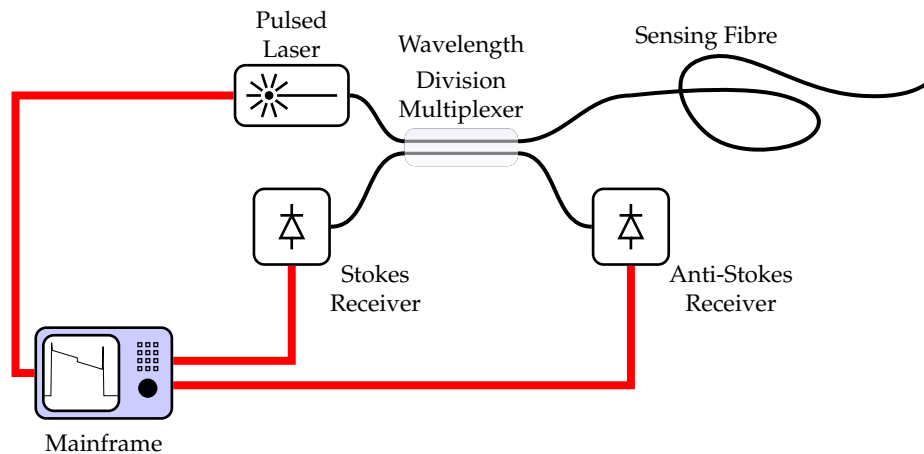 Pulsed
Laser
Wavelength
Division
Multiplexer
Sensing Fibre
Stokes
Receiver
Anti-Stokes
Receiver
Mainframe